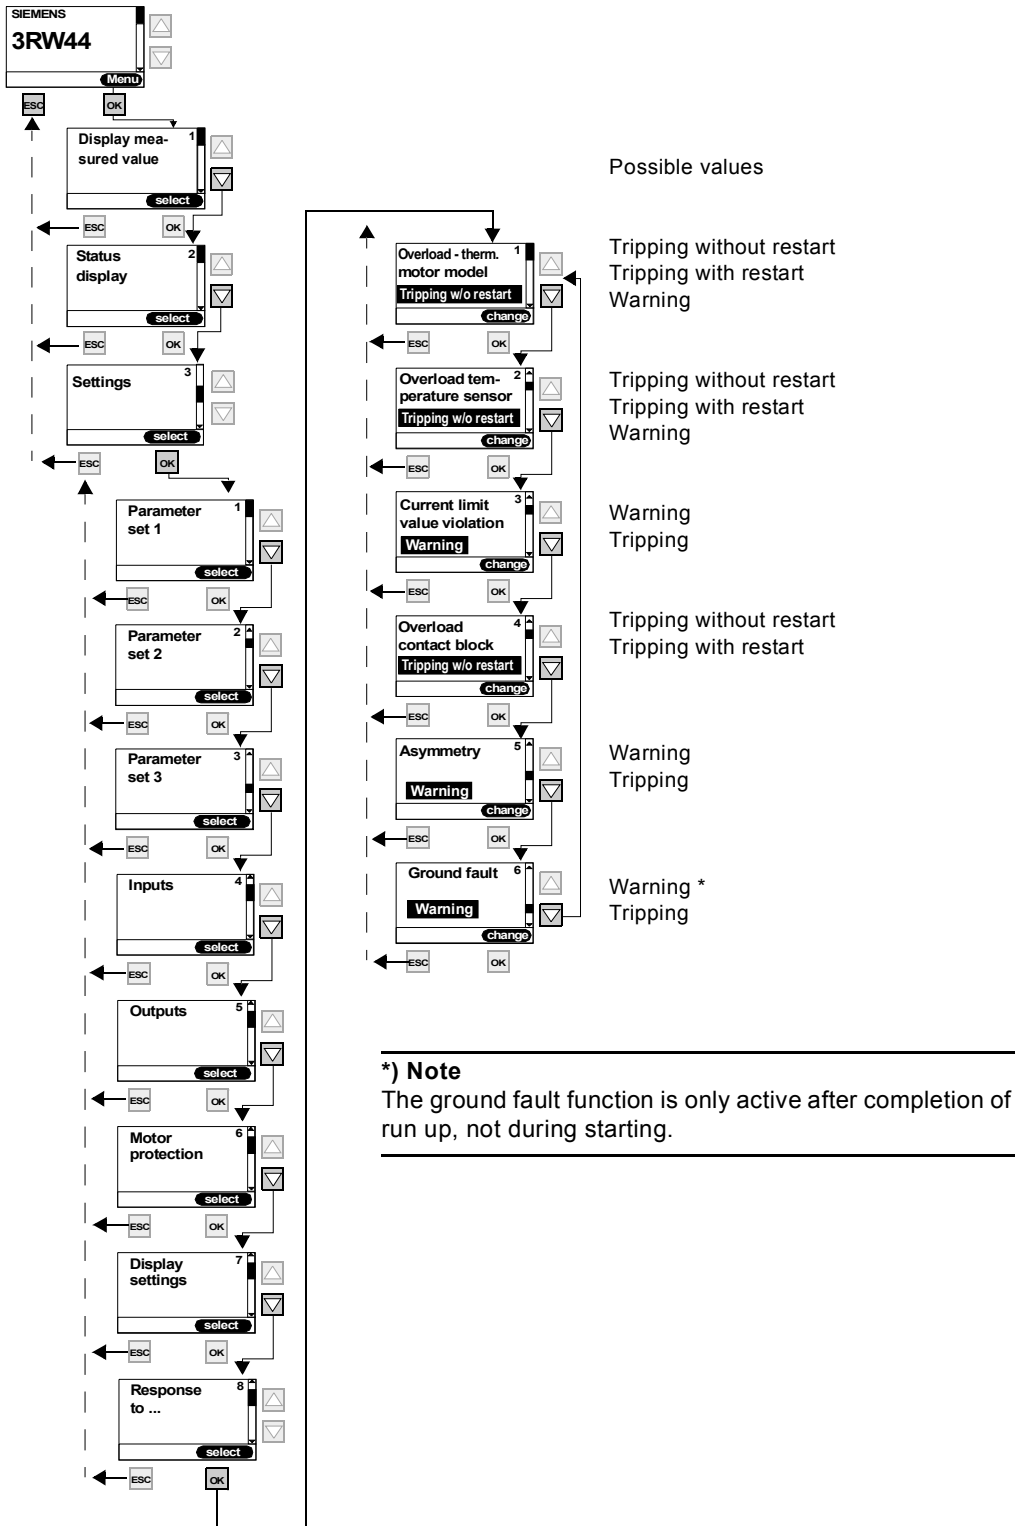 SIEMENS
3RW44
Menu
ESC
OK
Display mea-
sured value
1
select
ESC
OK
Status
display
2
select
ESC
OK
Settings
3
select
ESC
OK
Parameter
set 1
1
select
ESC
OK
Parameter
set 2
2
select
ESC
OK
Parameter
set 3
3
select
ESC
OK
Inputs
4
select
ESC
OK
Outputs
5
select
ESC
OK
Motor
protection
6
select
ESC
OK
Display
settings
7
select
ESC
OK
Response
to ...
8
select
ESC
OK
Overload - therm.
motor model
1
Tripping w/o restart
change
ESC
OK
Overload tem-
perature sensor
2
Tripping w/o restart
change
ESC
OK
Current limit
value violation
3
Warning
change
ESC
OK
Overload
contact block
4
Tripping w/o restart
change
ESC
OK
Asymmetry
5
Warning
change
ESC
OK
Ground fault
6
Warning
change
ESC
OK
Possible values
Tripping without restart
Tripping with restart
Warning
Tripping without restart
Tripping with restart
Warning
Warning
Tripping
Tripping without restart
Tripping with restart
Warning
Tripping
Warning *
Tripping
*) Note
The ground fault function is only active after completion of
run up, not during starting.